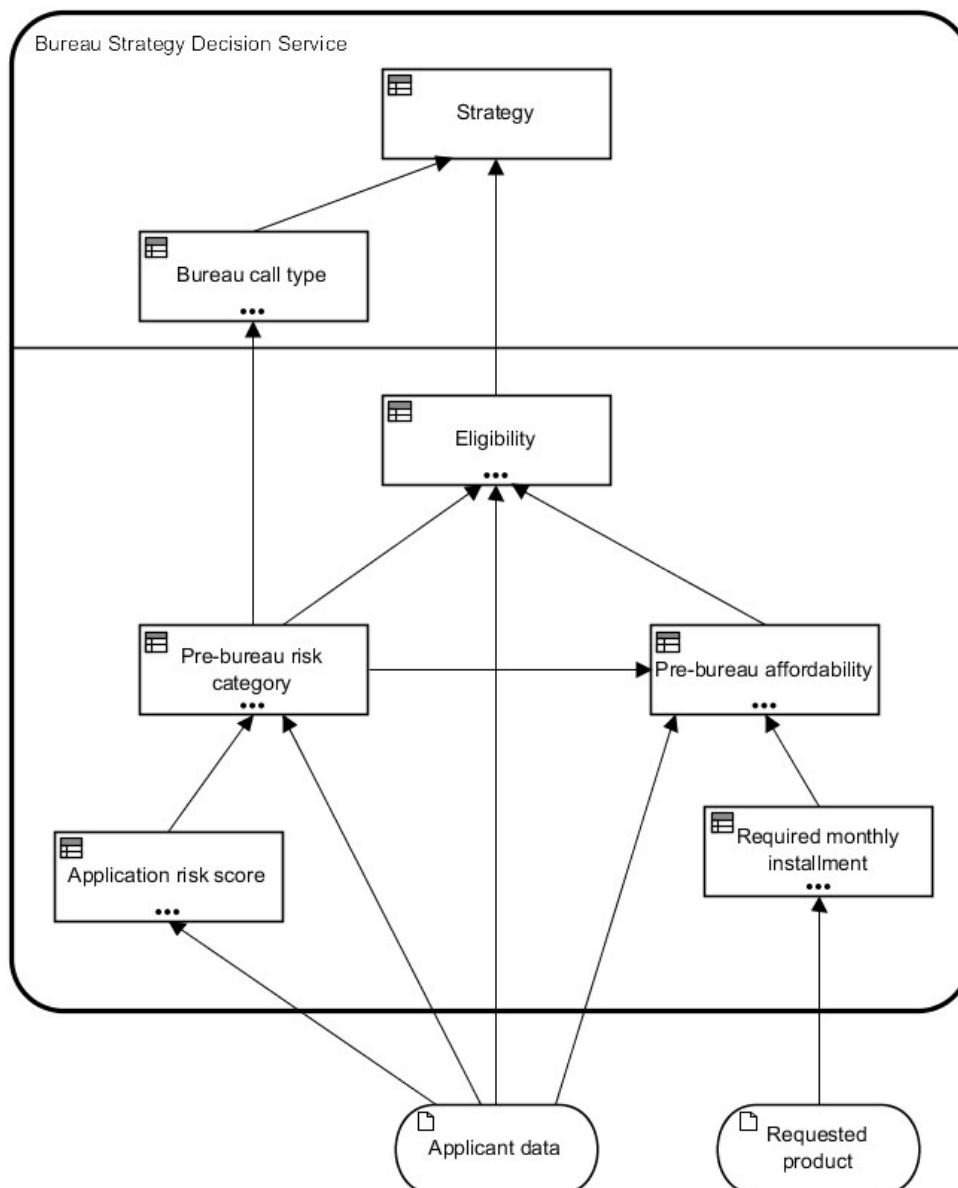 Bureau Strategy Decision Service
Strategy
Bureau call type
Eligibility
Pre-bureau risk
category
Pre-bureau affordability
Application risk score
Required monthly
installment
Applicant data
Requested
product